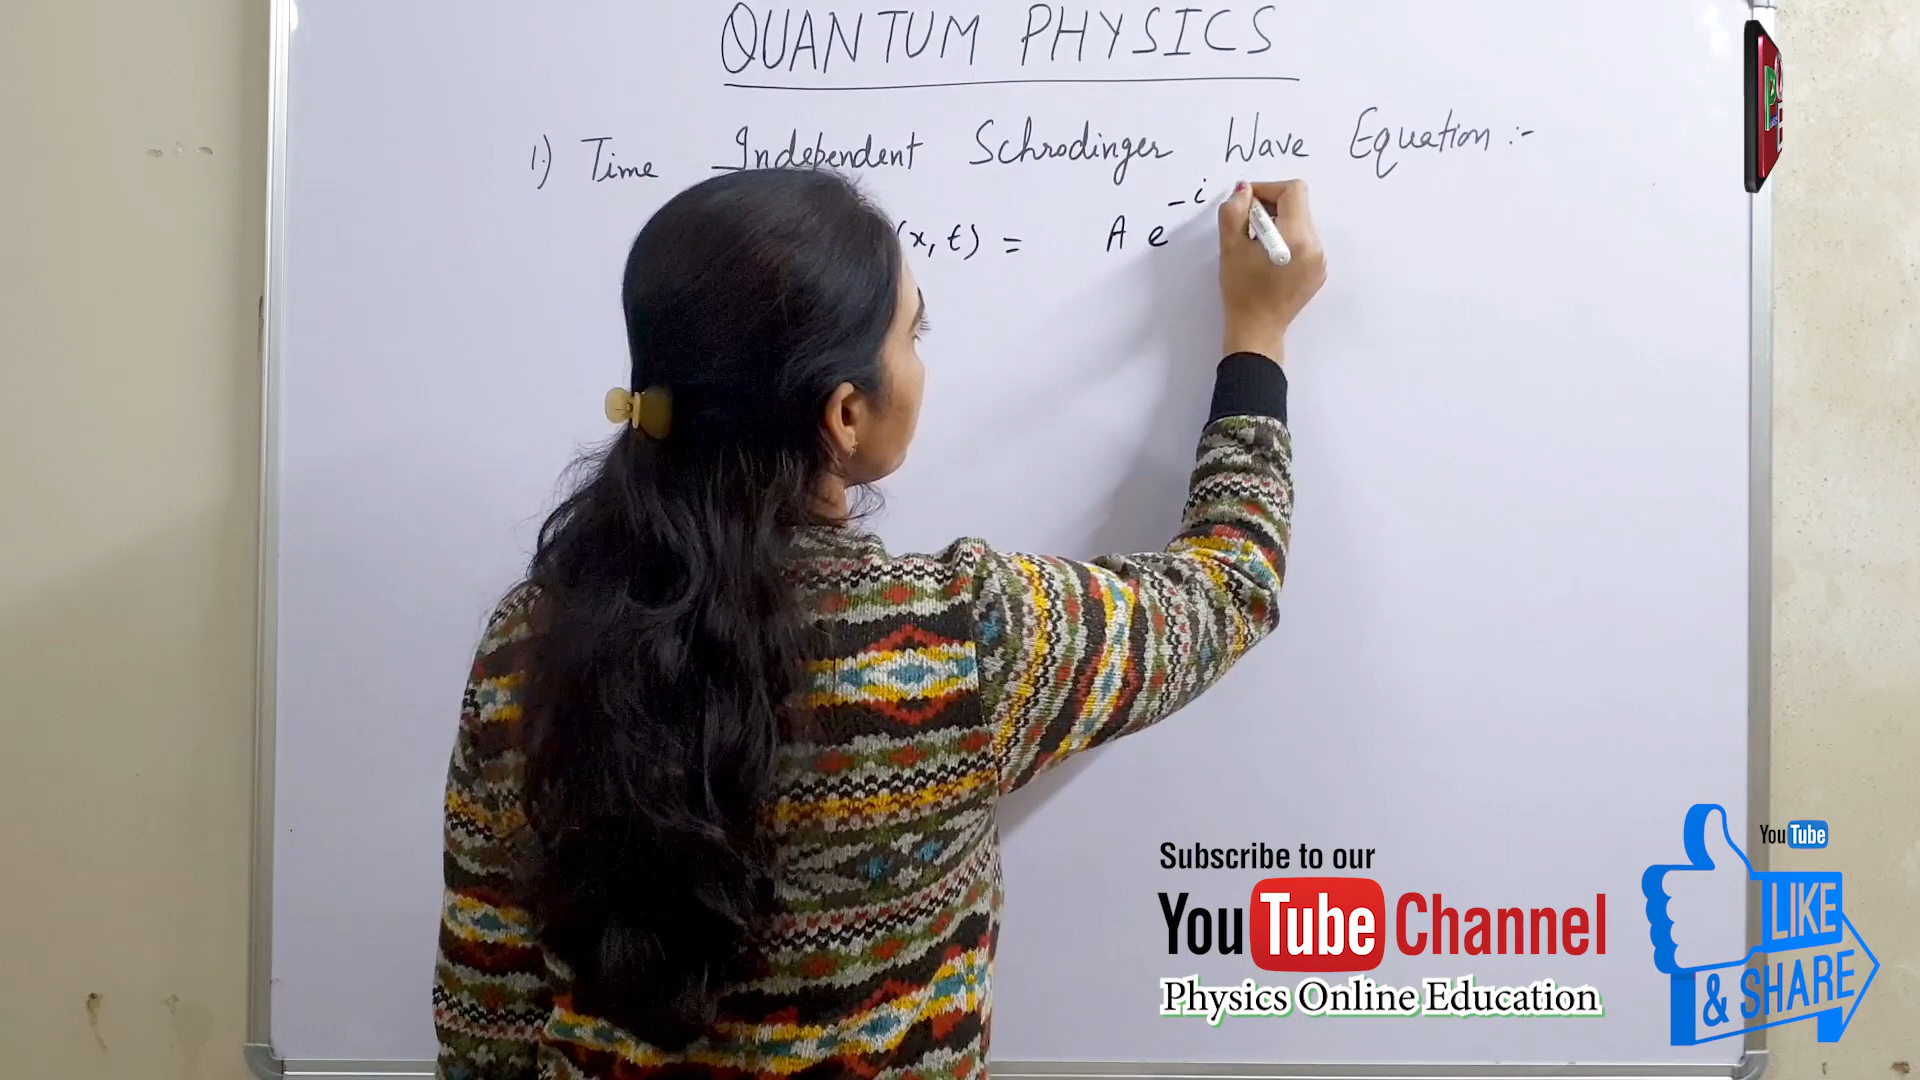 QUANTUM PHYSICS
1.) Time Independent Schrodinger Wave Equation :-
(x, t) = A e^-i
Subscribe to our
YouTube Channel
Physics Online Education
YouTube
LIKE
& SHARE